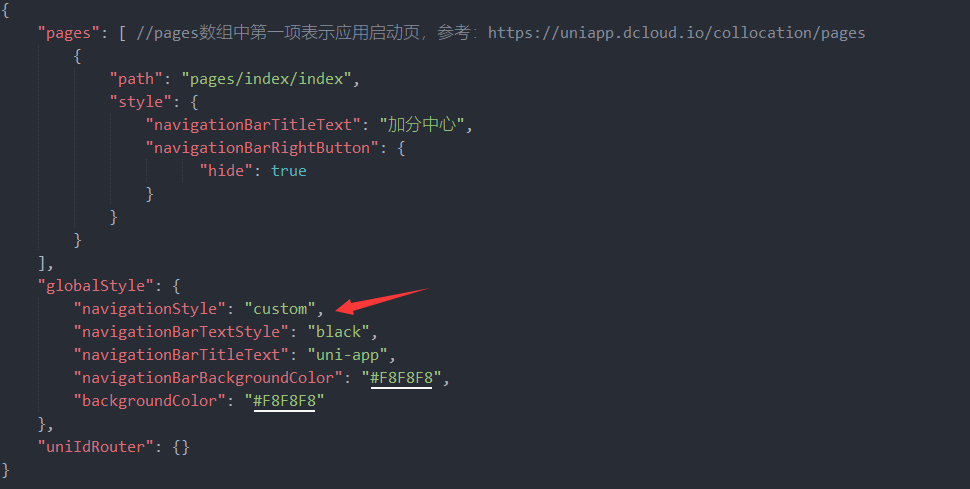 {
"pages": [ //pages数组中第一项表示应用启动页，参考：https://uniapp.dcloud.io/collocation/pages
{
"path": "pages/index/index",
"style": {
"navigationBarTitleText": "加分中心",
"navigationBarRightButton": {
"hide": true
}
}
}
],
"globalStyle": {
"navigationStyle": "custom",
"navigationBarTextStyle": "black",
"navigationBarTitleText": "uni-app",
"navigationBarBackgroundColor": "#F8F8F8",
"backgroundColor": "#F8F8F8"
},
"uniIdRouter": {}
}